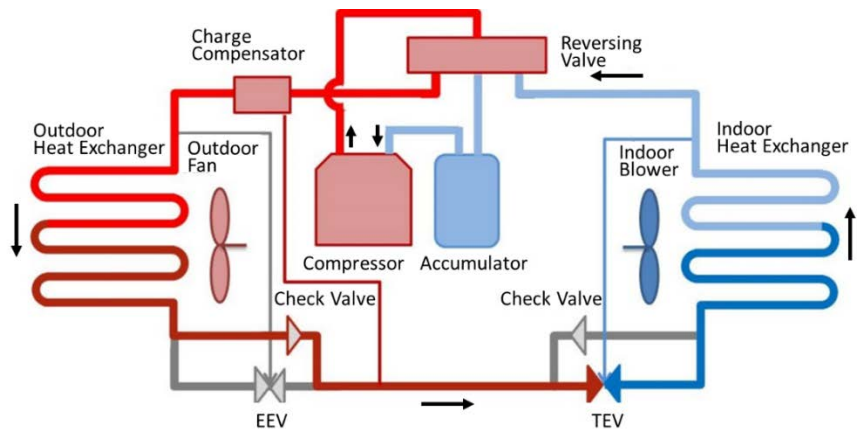 Charge
Compensator
Reversing
Valve
Outdoor
Heat Exchanger
Outdoor
Fan
Indoor
Blower
Indoor
Heat Exchanger
Compressor
Accumulator
Check Valve
Check Valve
EEV
TEV